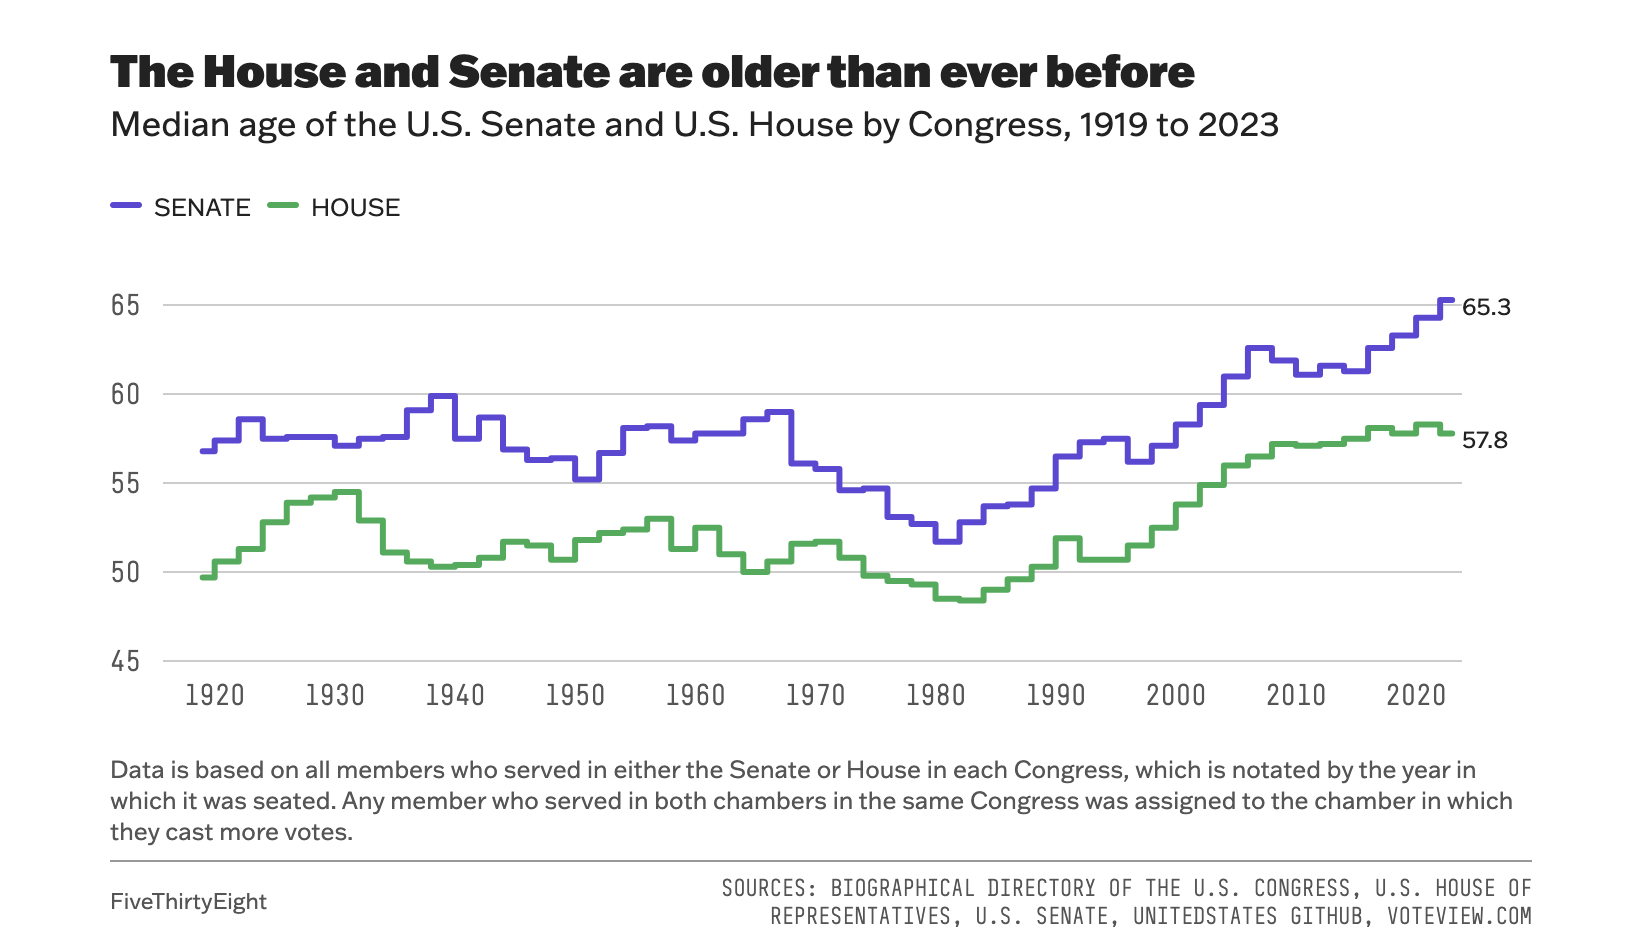 The House and Senate are older than ever before
Median age of the U.S. Senate and U.S. House by Congress, 1919 to 2023
SENATE HOUSE
65
65.3
60
57.8
55
50
45
1920 1930 1940 1950 1960 1970 1980 1990 2000 2010 2020
Data is based on all members who served in either the Senate or House in each Congress, which is notated by the year in
which it was seated. Any member who served in both chambers in the same Congress was assigned to the chamber in which
they cast more votes.
FiveThirtyEight
SOURCES: BIOGRAPHICAL DIRECTORY OF THE U.S. CONGRESS, U.S. HOUSE OF
REPRESENTATIVES, U.S. SENATE, UNITEDSTATES GITHUB, VOTEVIEW.COM